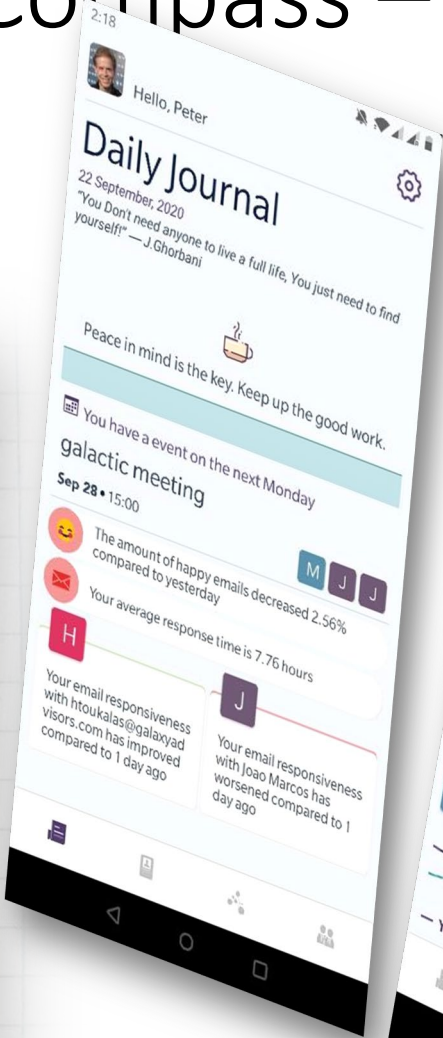 ompass –
2:18
Hello, Peter
Daily Journal
22 September, 2020
"You Don't need anyone to live a full life, You just need to find
yourself!" — J.Ghorbani
Peace in mind is the key. Keep up the good work.
You have a event on the next Monday
galactic meeting
Sep 28 • 15:00
M J J
The amount of happy emails decreased 2.56%
compared to yesterday
Your average response time is 7.76 hours
H
Your email responsiveness
with htoukalas@galaxyad
visors.com has improved
compared to 1 day ago
J
Your email responsiveness
with Joao Marcos has
worsened compared to 1
day ago